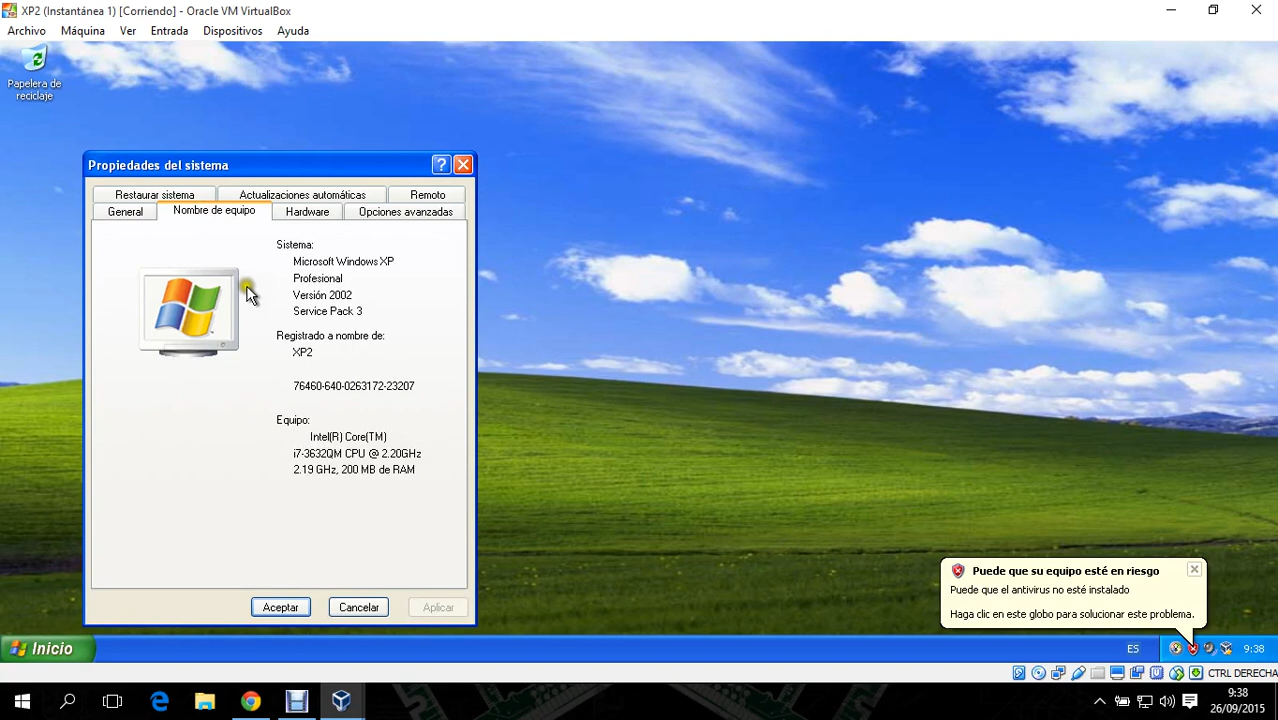 XP2 (Instantánea 1) [Corriendo] - Oracle VM VirtualBox
Archivo Máquina Ver Entrada Dispositivos Ayuda
Papelera de
reciclaje
Propiedades del sistema
Restaurar sistema Actualizaciones automáticas Remoto
General Nombre de equipo Hardware Opciones avanzadas
Sistema:
Microsoft Windows XP
Profesional
Versión 2002
Service Pack 3
Registrado a nombre de:
XP2
76460-640-0263172-23207
Equipo:
Intel(R) Core(TM)
i7-3632QM CPU @ 2.20GHz
2.19 GHz, 200 MB de RAM
Aceptar Cancelar Aplicar
Puede que su equipo esté en riesgo
Puede que el antivirus no esté instalado
Haga clic en este globo para solucionar este problema.
Inicio ES 9:38
CTRL DERECHA
9:38
26/09/2015